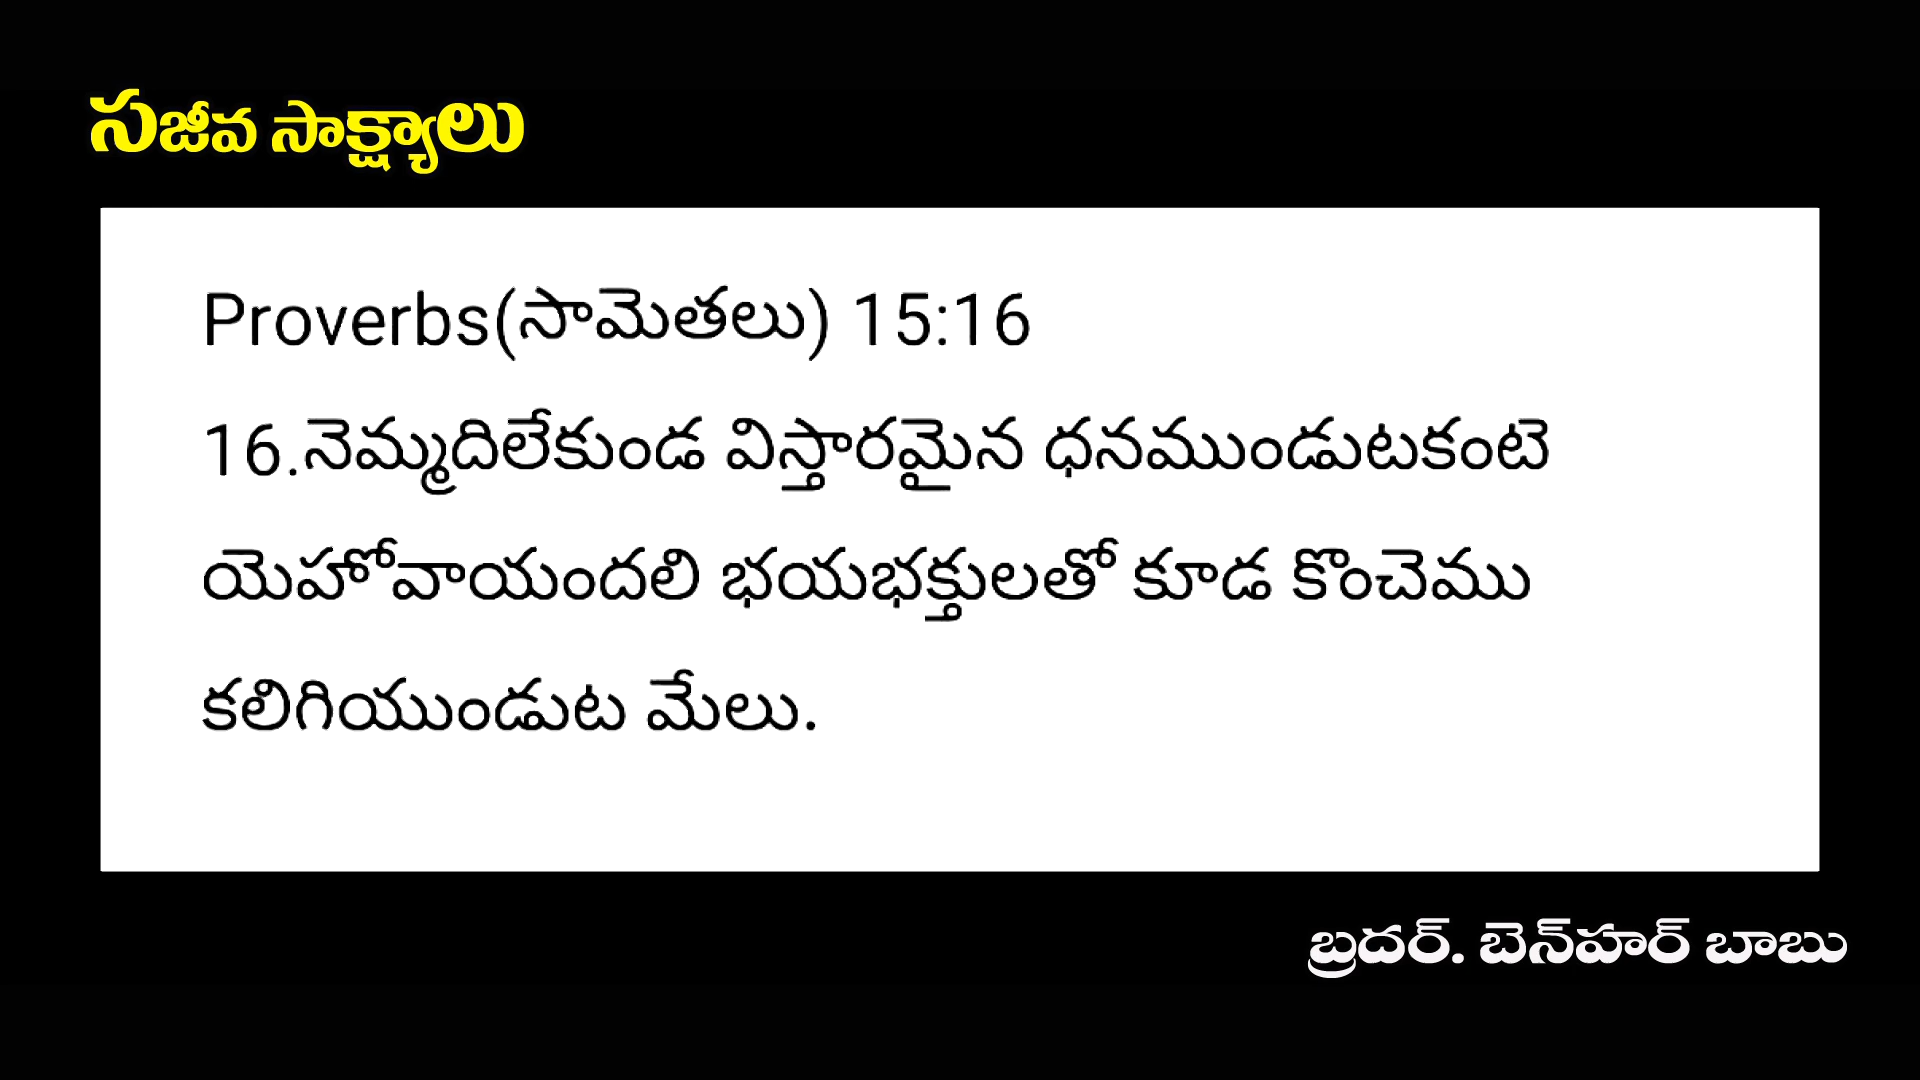 సజీవ సాక్ష్యాలు
Proverbs(సామెతలు) 15:16
16.నెమ్మదిలేకుండ విస్తారమైన ధనముండుటకంటె
యెహోవాయందలి భయభక్తులతో కూడ కొంచెము
కలిగియుండుట మేలు.
బ్రదర్. బెన్‌హర్ బాబు